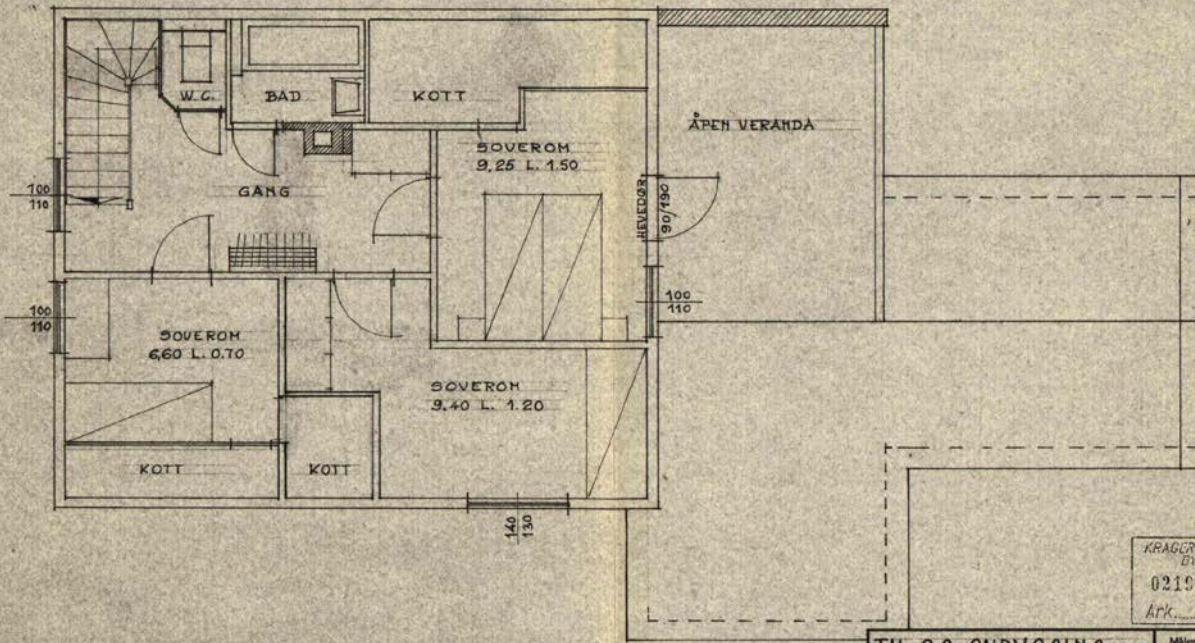 W.C.
BAD
KOTT
ÅPEN VERANDA
SOVEROM
9,25 L. 1.50
GANG
HEVEDØR
90/190
100
110
100
110
100
110
SOVEROM
6,60 L. 0.70
SOVEROM
9.40 L. 1.20
KOTT
KOTT
140
130
0219
Ark.